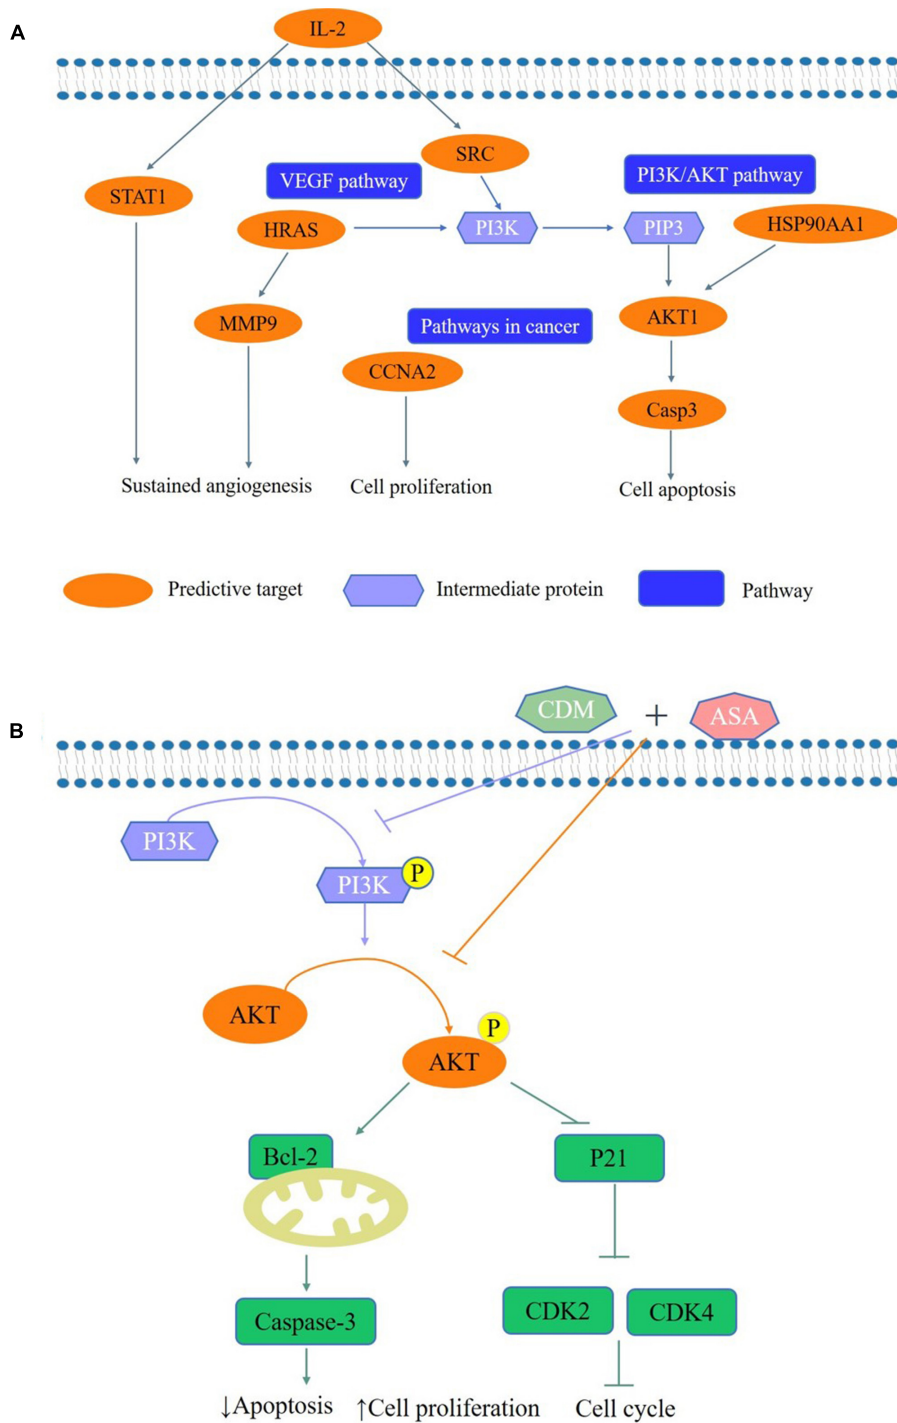 A
IL-2
SRC
VEGF pathway
PI3K/AKT pathway
STAT1
HRAS
PI3K
PIP3
HSP90AA1
MMP9
Pathways in cancer
AKT1
CCNA2
Casp3
Sustained angiogenesis
Cell proliferation
Cell apoptosis
Predictive target
Intermediate protein
Pathway
B
CDM
+
ASA
PI3K
PI3K
P
AKT
P
AKT
Bcl-2
P21
Caspase-3
CDK2
CDK4
↓Apoptosis
↑Cell proliferation
Cell cycle